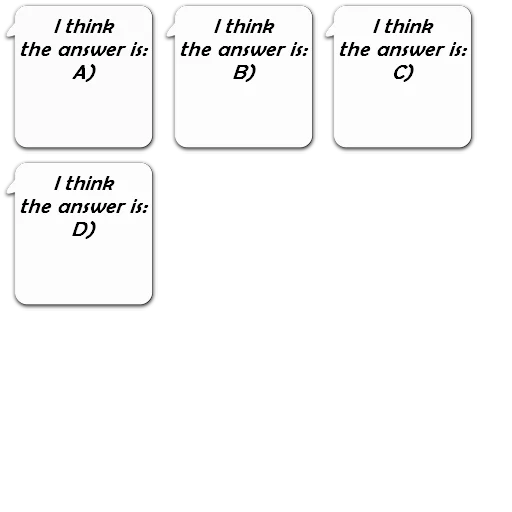 I think
the answer is:
A)
I think
the answer is:
B)
I think
the answer is:
C)
I think
the answer is:
D)